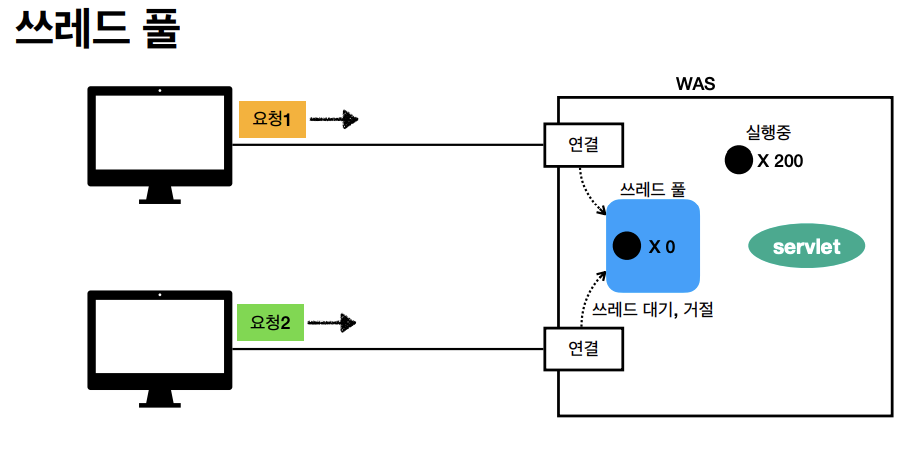 쓰레드 풀
WAS
요청1
연결
실행중
X 200
쓰레드 풀
X 0
servlet
쓰레드 대기, 거절
요청2
연결